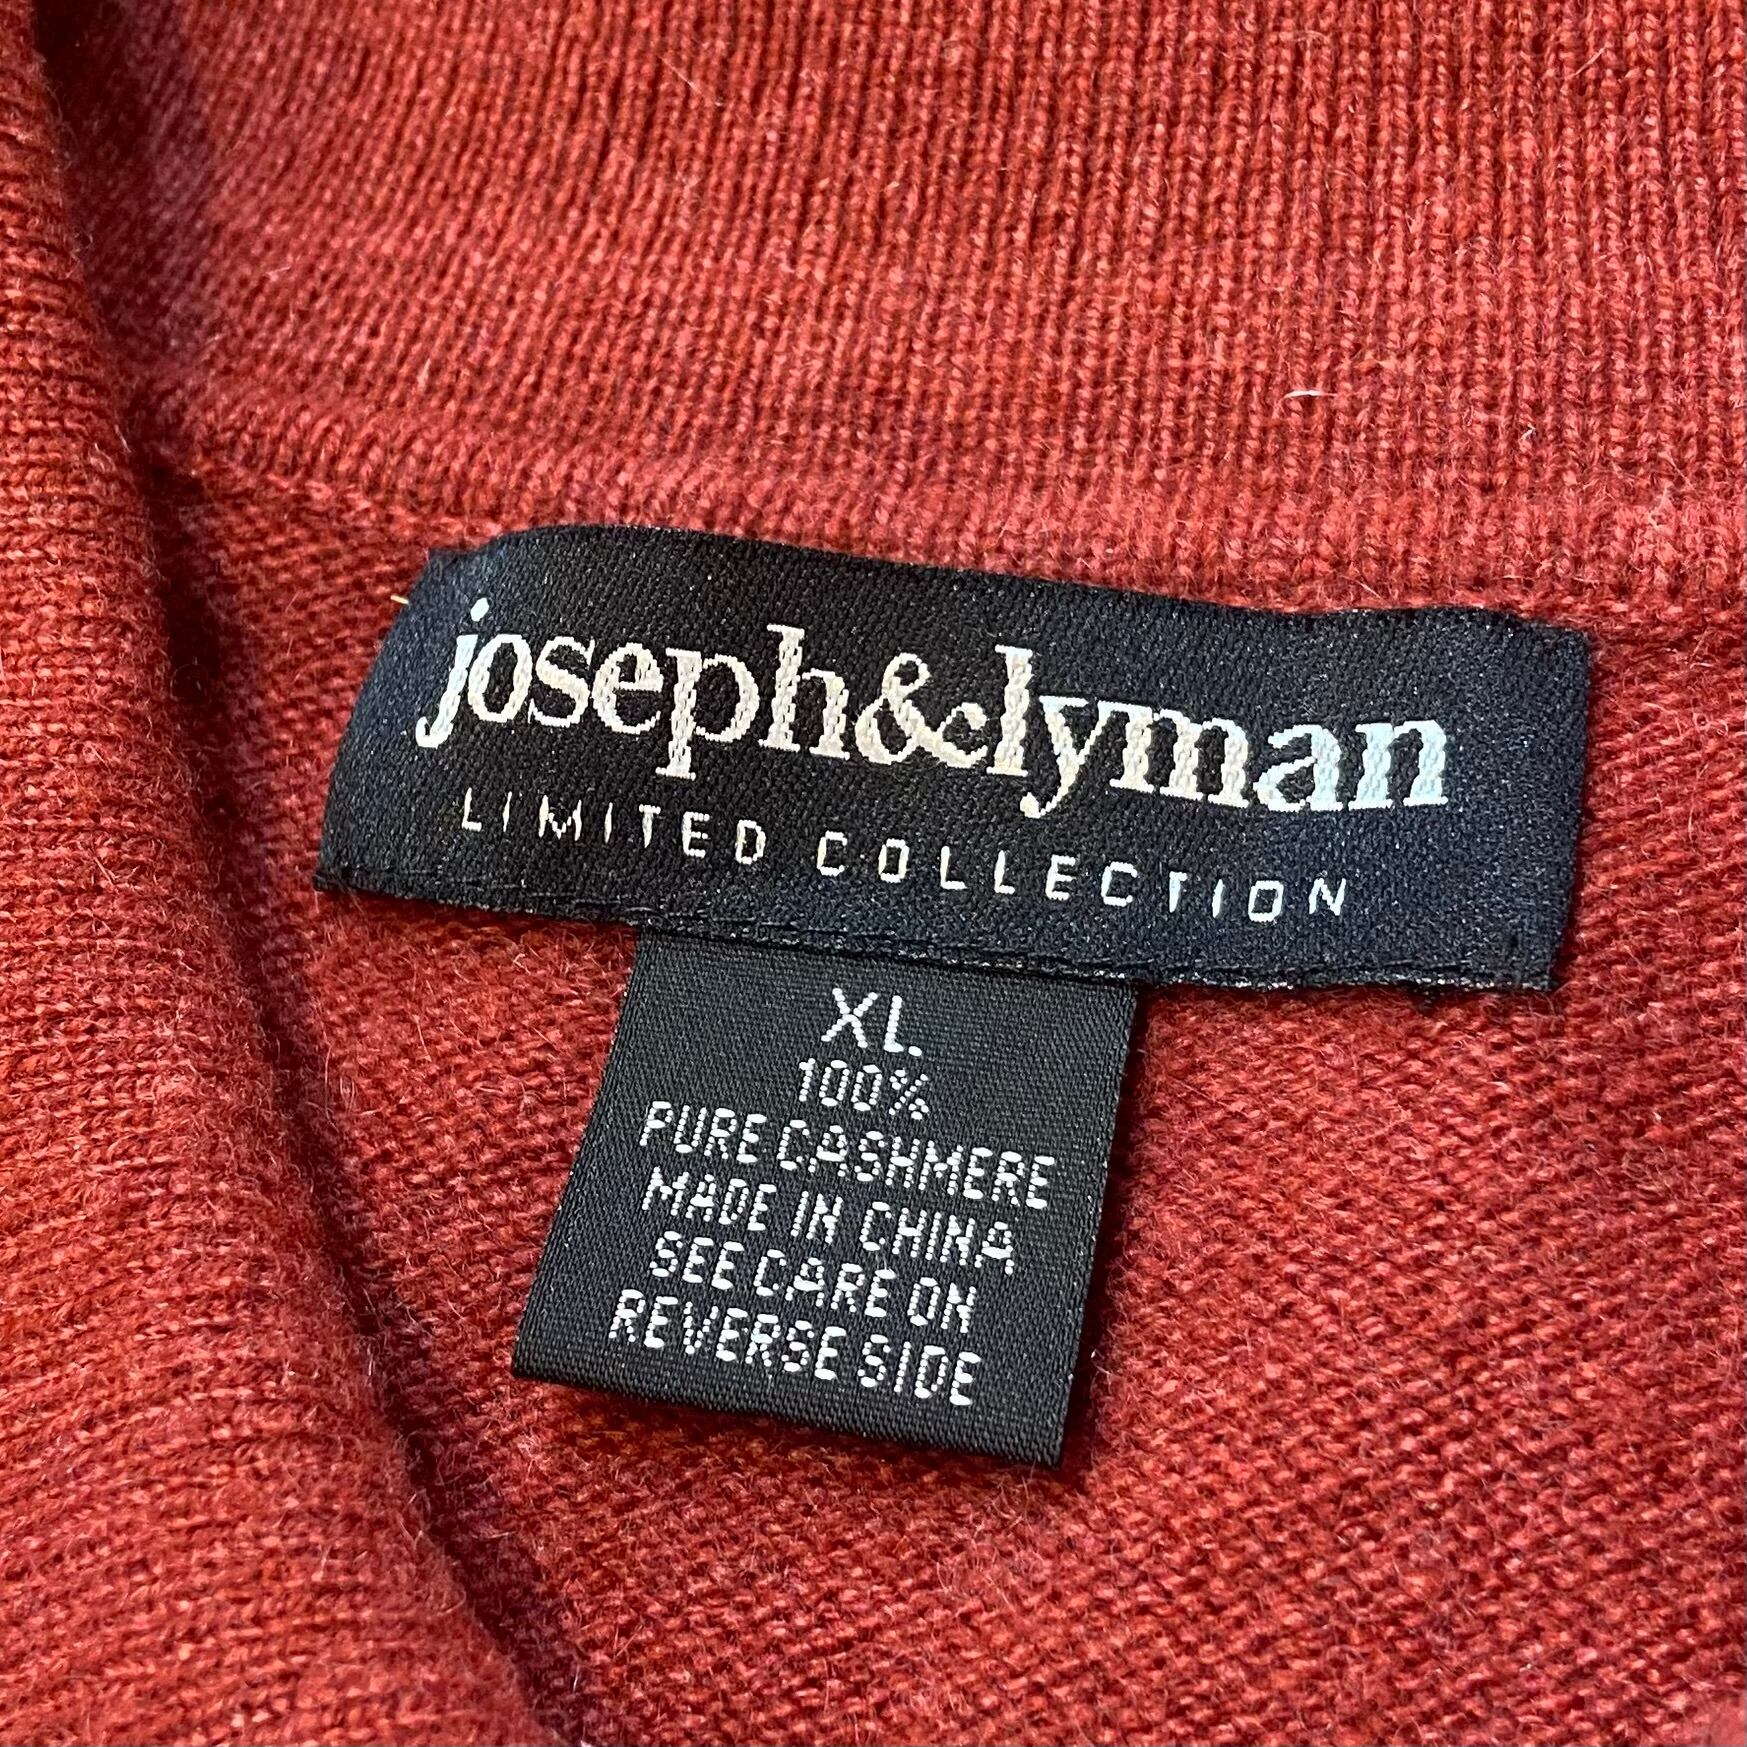 joseph&lyman
LIMITED COLLECTION
XL
100%
PURE CASHMERE
MADE IN CHINA
SEE CARE ON
REVERSE SIDE